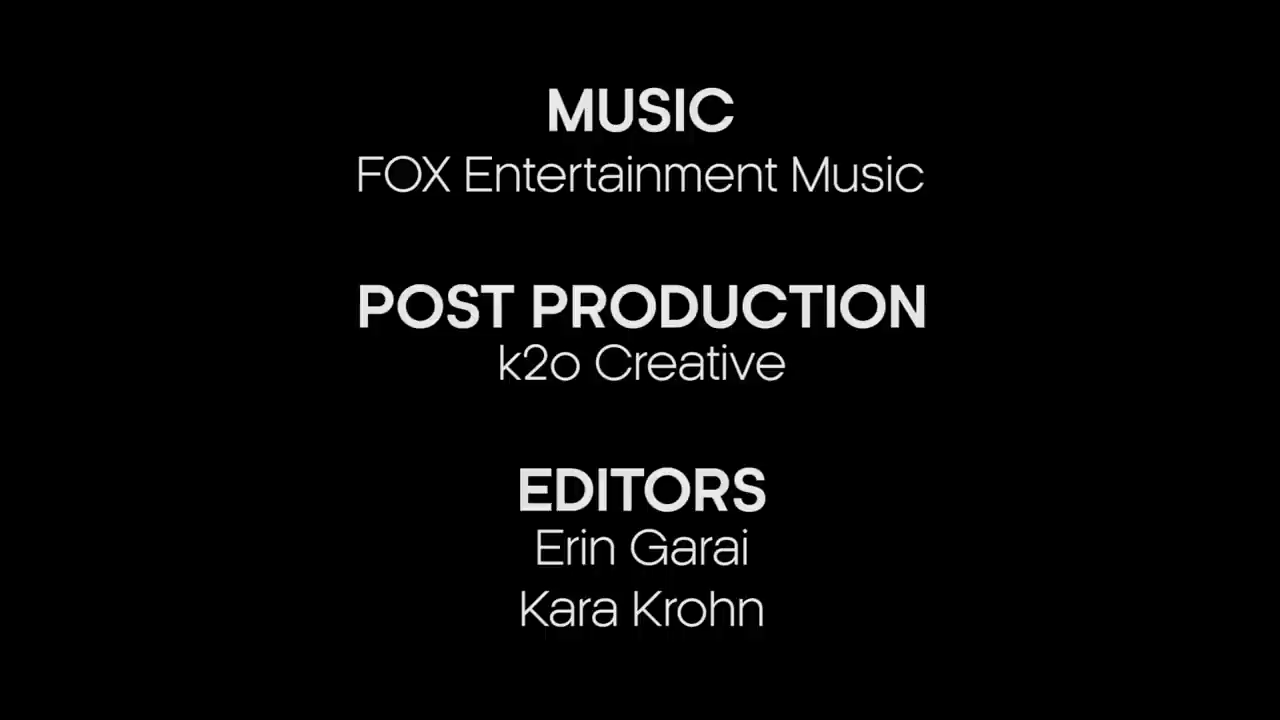 MUSIC
FOX Entertainment Music
POST PRODUCTION
k2o Creative
EDITORS
Erin Garai
Kara Krohn